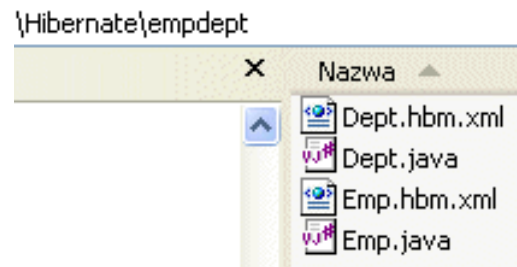 \Hibernate\empdept
Nazwa
Dept.hbm.xml
Dept.java
Emp.hbm.xml
Emp.java